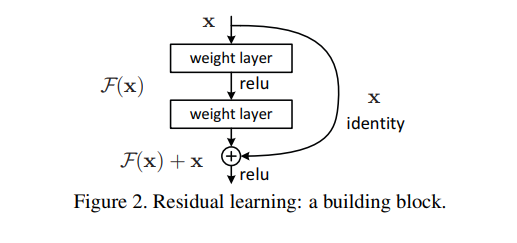 x
weight layer
F(x)
relu
x
weight layer
identity
F(x) + x
relu
Figure 2. Residual learning: a building block.